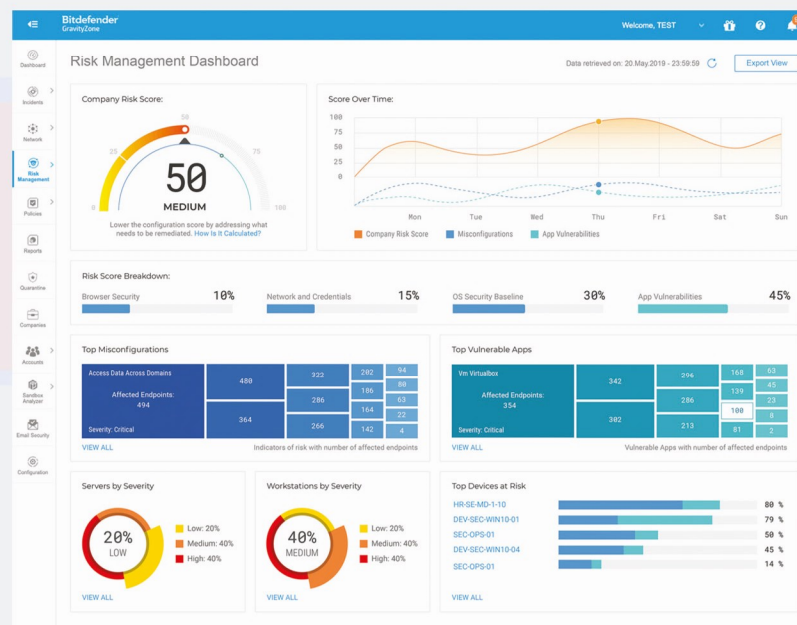 Bitdefender
GravityZone
Welcome, TEST
Dashboard
Incidents
Network
Risk
Management
Policies
Reports
Quarantine
Companies
Accounts
Sandbox
Analyzer
Email Security
Configuration
Risk Management Dashboard
Data retrieved on: 20.May.2019 - 23:59:59
Export View
Company Risk Score:
0
25
50
75
100
50
MEDIUM
Lower the configuration score by addressing what
needs to be remediated. How Is It Calculated?
Score Over Time:
100
75
50
25
0
Mon Tue Wed Thu Fri Sat Sun
Company Risk Score Misconfigurations App Vulnerabilities
Risk Score Breakdown:
Browser Security 10% Network and Credentials 15% OS Security Baseline 30% App Vulnerabilities 45%
Top Misconfigurations
Access Data Across Domains
Affected Endpoints:
494
Severity: Critical
480
364
322
286
266
202
186
164
142
94
80
63
22
4
VIEW ALL
Indicators of risk with number of affected endpoints
Top Vulnerable Apps
Vm Virtualbox
Affected Endpoints:
354
Severity: Critical
342
302
294
286
213
168
139
100
81
63
45
23
8
2
VIEW ALL
Vulnerable Apps with number of affected endpoints
Servers by Severity
20%
LOW
Low: 20%
Medium: 40%
High: 40%
VIEW ALL
Workstations by Severity
40%
MEDIUM
Low: 20%
Medium: 40%
High: 40%
VIEW ALL
Top Devices at Risk
HR-SE-MD-1-10 80 %
DEV-SEC-WIN10-01 79 %
SEC-OPS-01 50 %
DEV-SEC-WIN10-04 45 %
SEC-OPS-01 14 %
VIEW ALL